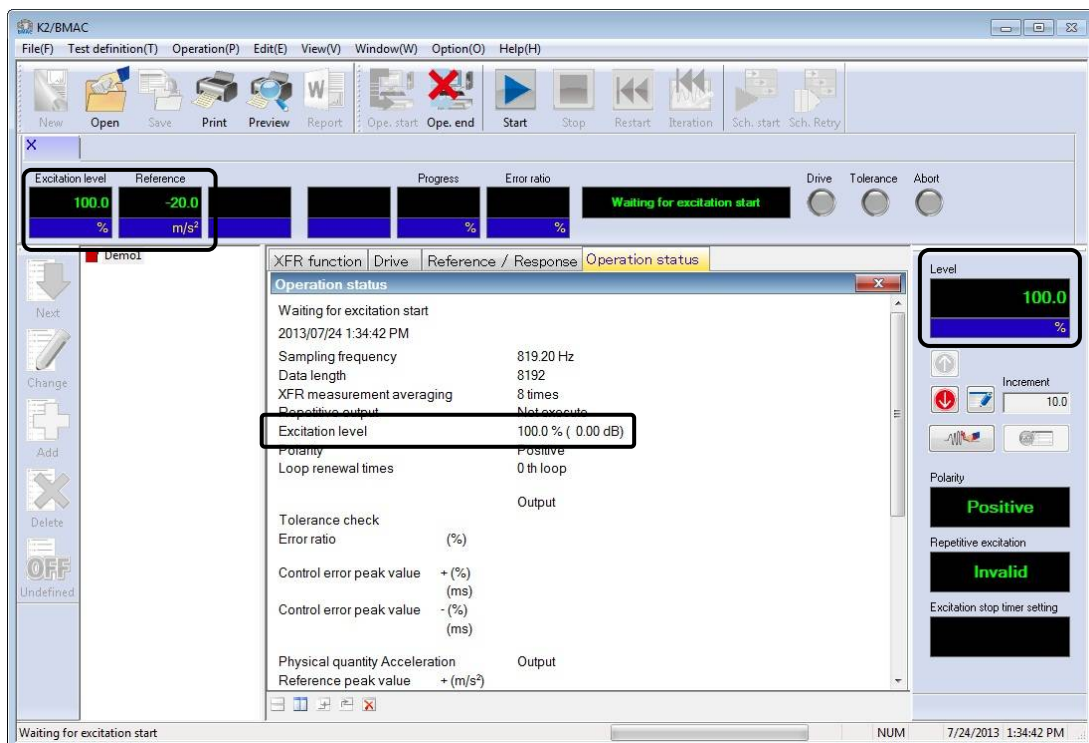 K2/BMAC
File(F) Test definition(T) Operation(P) Edit(E) View(V) Window(W) Option(O) Help(H)
New Open Save Print Preview Report Ope. start Ope. end Start Stop Restart Iteration Sch. start Sch. Retry
X
Excitation level Reference Progress Error ratio Drive Tolerance Abort
100.0 -20.0 Waiting for excitation start
% m/s² % %
Demo1
Next
Change
Add
Delete
OFF
Undefined
XFR function Drive Reference / Response Operation status
Operation status
Waiting for excitation start
2013/07/24 1:34:42 PM
Sampling frequency 819.20 Hz
Data length 8192
XFR measurement averaging 8 times
Repetitive output Not execute
Excitation level 100.0 % ( 0.00 dB)
Polarity Positive
Loop renewal times 0 th loop
Output
Tolerance check
Error ratio (%)
Control error peak value + (%)
(ms)
Control error peak value - (%)
(ms)
Physical quantity Acceleration Output
Reference peak value + (m/s²)
Level
100.0
%
Increment
10.0
Polarity
Positive
Repetitive excitation
Invalid
Excitation stop timer setting
Waiting for excitation start NUM 7/24/2013 1:34:42 PM